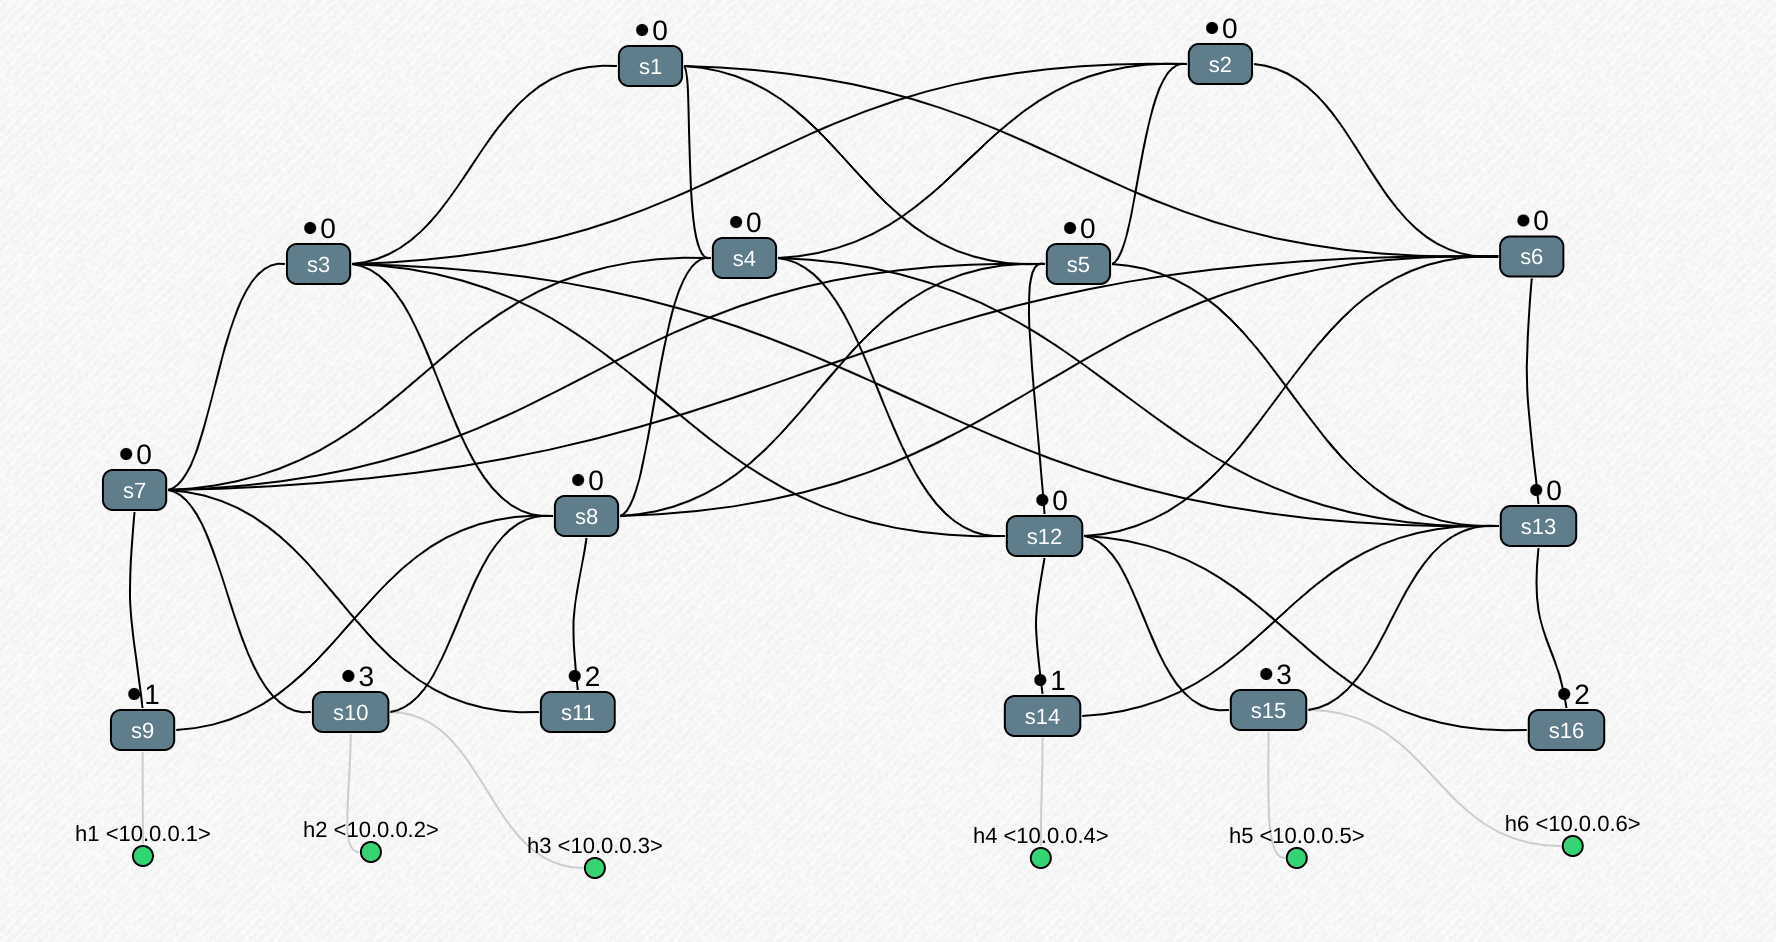 ●0
s1
●0
s2
●0
s3
●0
s4
●0
s5
●0
s6
●0
s7
●0
s8
●0
s12
●0
s13
●1
s9
●3
s10
●2
s11
●1
s14
●3
s15
●2
s16
h1 <10.0.0.1>
h2 <10.0.0.2>
h3 <10.0.0.3>
h4 <10.0.0.4>
h5 <10.0.0.5>
h6 <10.0.0.6>